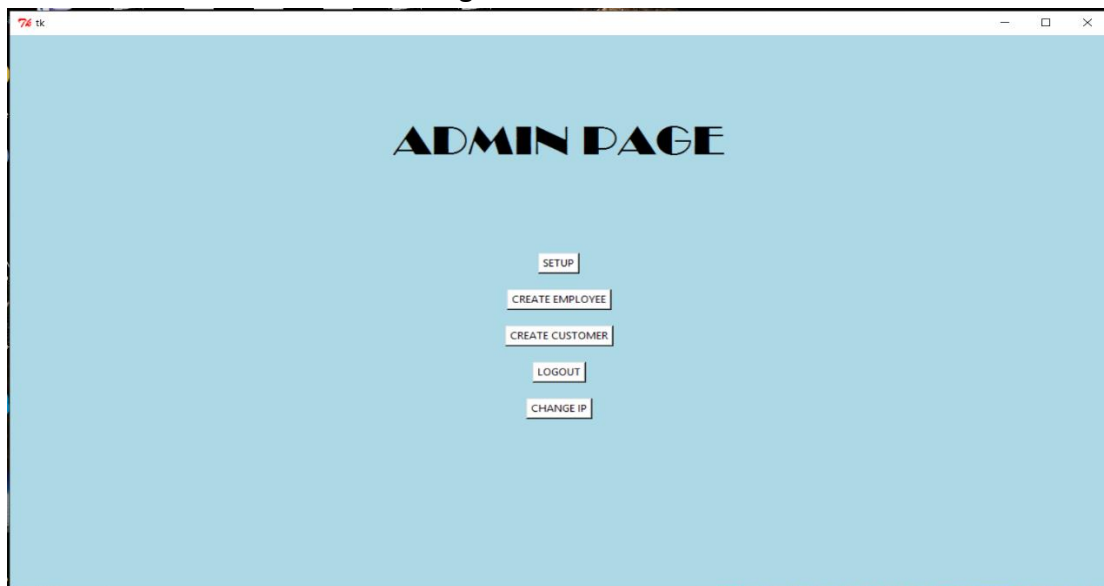 tk
ADMIN PAGE
SETUP
CREATE EMPLOYEE
CREATE CUSTOMER
LOGOUT
CHANGE IP